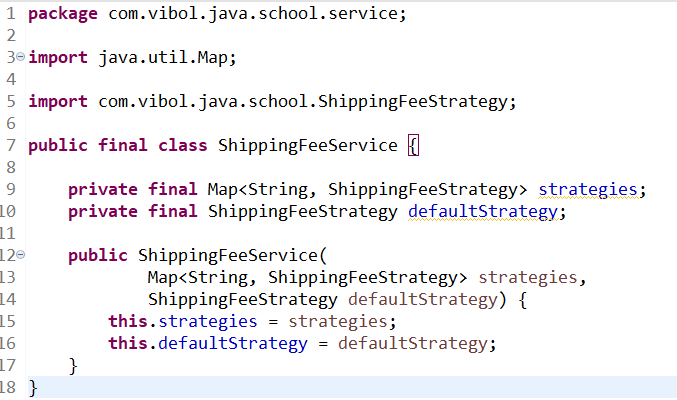 1 package com.vibol.java.school.service;
2
3 import java.util.Map;
4
5 import com.vibol.java.school.ShippingFeeStrategy;
6
7 public final class ShippingFeeService {
8
9     private final Map<String, ShippingFeeStrategy> strategies;
10     private final ShippingFeeStrategy defaultStrategy;
11
12     public ShippingFeeService(
13             Map<String, ShippingFeeStrategy> strategies,
14             ShippingFeeStrategy defaultStrategy) {
15         this.strategies = strategies;
16         this.defaultStrategy = defaultStrategy;
17     }
18 }